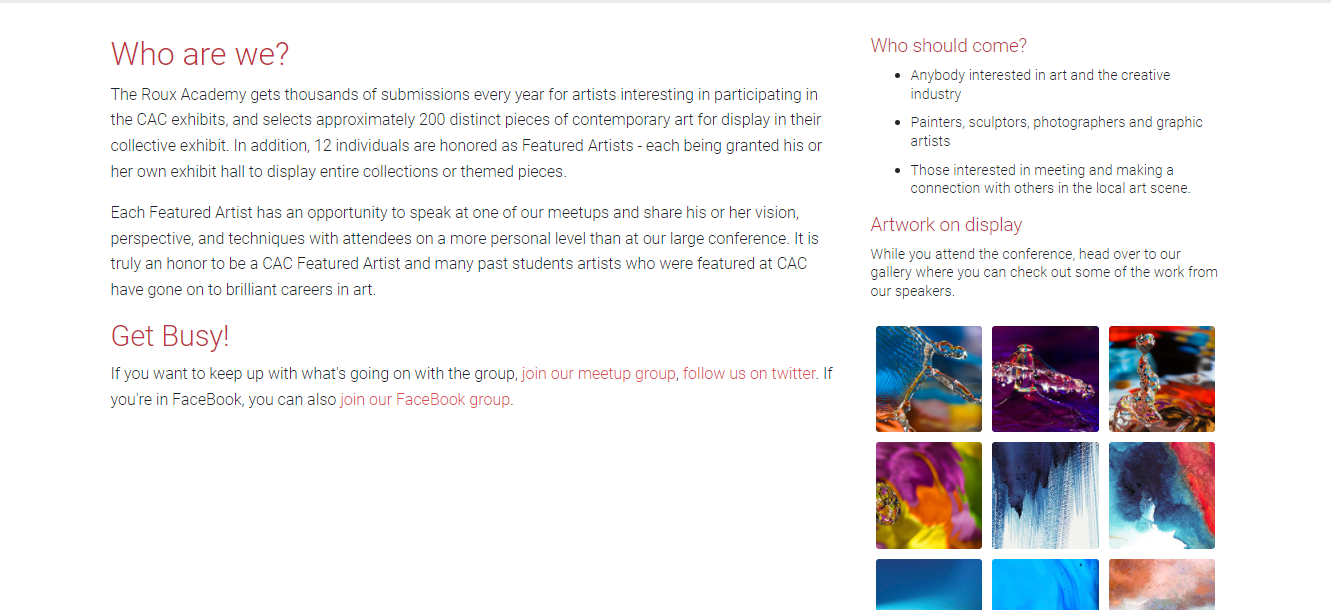 Who are we?
The Roux Academy gets thousands of submissions every year for artists interesting in participating in
the CAC exhibits, and selects approximately 200 distinct pieces of contemporary art for display in their
collective exhibit. In addition, 12 individuals are honored as Featured Artists - each being granted his or
her own exhibit hall to display entire collections or themed pieces.
Each Featured Artist has an opportunity to speak at one of our meetups and share his or her vision,
perspective, and techniques with attendees on a more personal level than at our large conference. It is
truly an honor to be a CAC Featured Artist and many past students artists who were featured at CAC
have gone on to brilliant careers in art.
Get Busy!
If you want to keep up with what's going on with the group, join our meetup group, follow us on twitter. If
you're in FaceBook, you can also join our FaceBook group.
Who should come?
• Anybody interested in art and the creative
industry
• Painters, sculptors, photographers and graphic
artists
• Those interested in meeting and making a
connection with others in the local art scene.
Artwork on display
While you attend the conference, head over to our
gallery where you can check out some of the work from
our speakers.